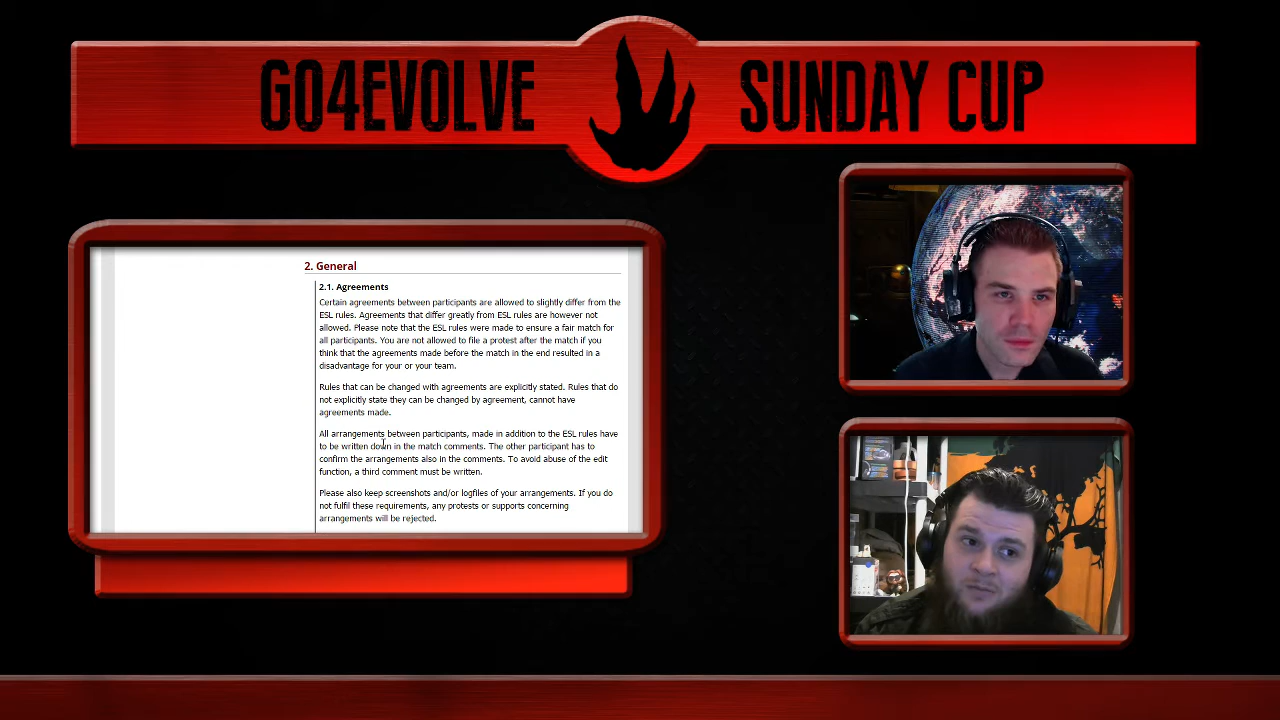 GO4EVOLVE SUNDAY CUP
2. General
2.1. Agreements
Certain agreements between participants are allowed to slightly differ from the
ESL rules. Agreements that differ greatly from ESL rules are however not
allowed. Please note that the ESL rules were made to ensure a fair match for
all participants. You are not allowed to file a protest after the match if you
think that the agreements made before the match in the end resulted in a
disadvantage for your or your team.
Rules that can be changed with agreements are explicitly stated. Rules that do
not explicitly state they can be changed by agreement, cannot have
agreements made.
All arrangements between participants, made in addition to the ESL rules have
to be written down in the match comments. The other participant has to
confirm the arrangements also in the comments. To avoid abuse of the edit
function, a third comment must be written.
Please also keep screenshots and/or logfiles of your arrangements. If you do
not fulfil these requirements, any protests or supports concerning
arrangements will be rejected.